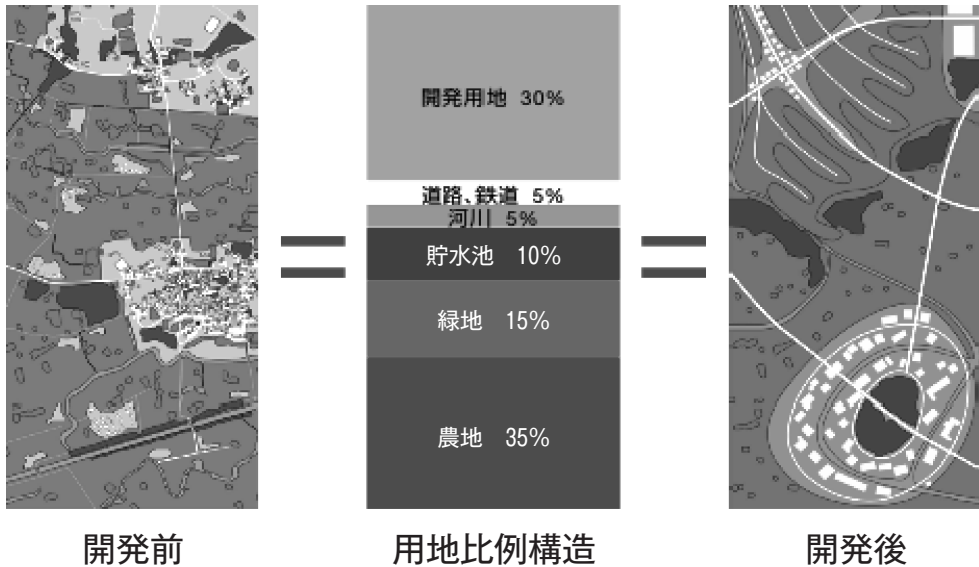 開発用地 30%
道路、鉄道 5%
河川 5%
貯水池 10%
緑地 15%
農地 35%
開発前
用地比例構造
開発後